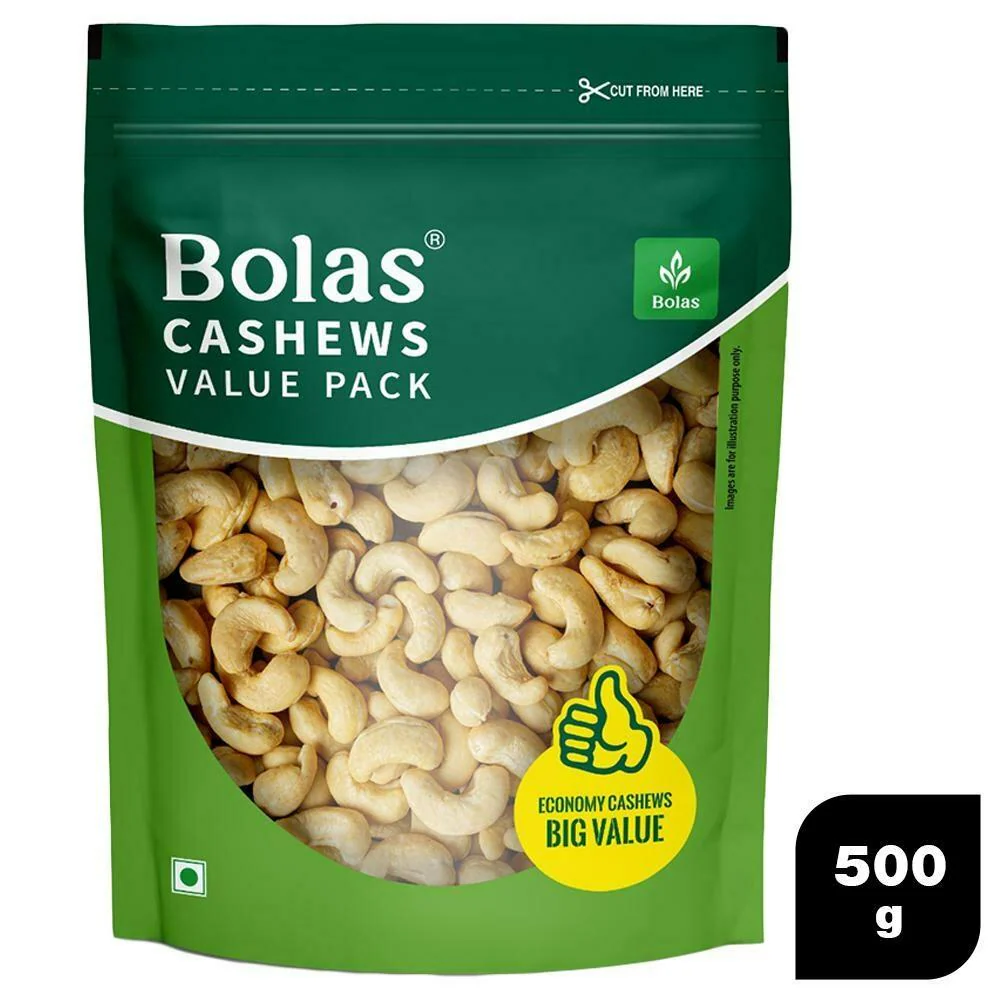 CUT FROM HERE
Bolas®
CASHEWS
VALUE PACK
Bolas
Images are for illustration purpose only.
ECONOMY CASHEWS
BIG VALUE
500
g